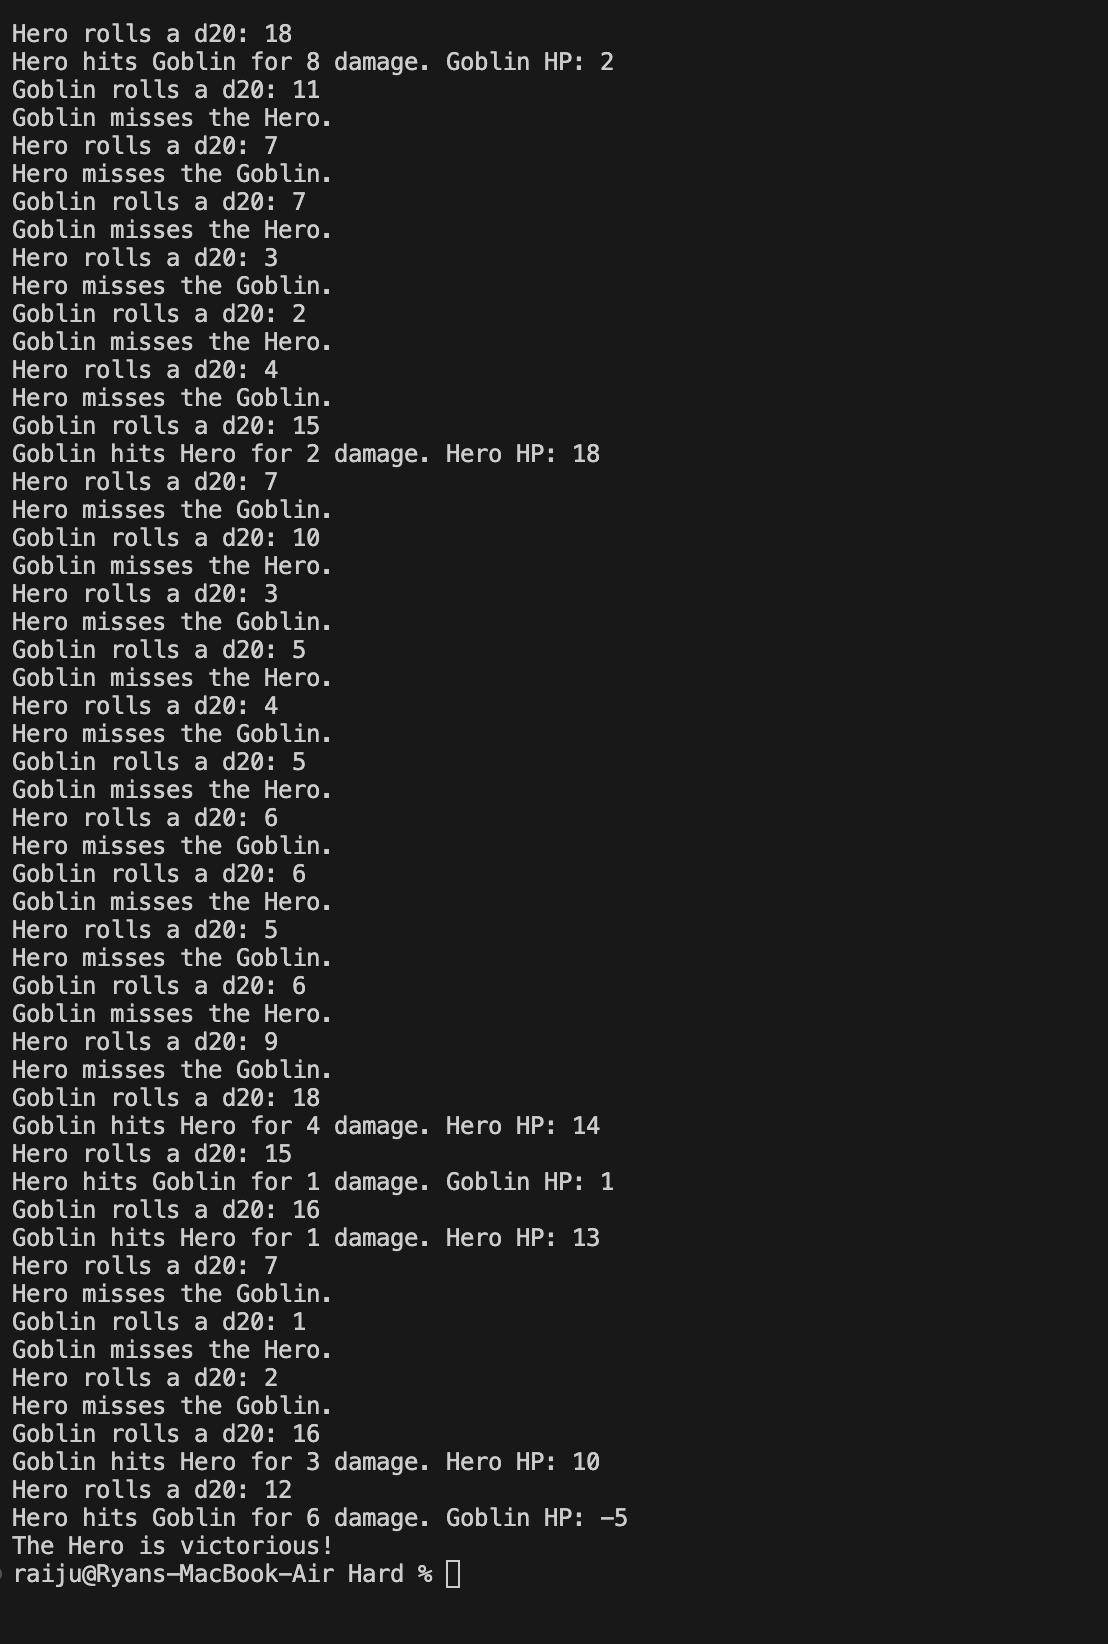 Hero rolls a d20: 18
Hero hits Goblin for 8 damage. Goblin HP: 2
Goblin rolls a d20: 11
Goblin misses the Hero.
Hero rolls a d20: 7
Hero misses the Goblin.
Goblin rolls a d20: 7
Goblin misses the Hero.
Hero rolls a d20: 3
Hero misses the Goblin.
Goblin rolls a d20: 2
Goblin misses the Hero.
Hero rolls a d20: 4
Hero misses the Goblin.
Goblin rolls a d20: 15
Goblin hits Hero for 2 damage. Hero HP: 18
Hero rolls a d20: 7
Hero misses the Goblin.
Goblin rolls a d20: 10
Goblin misses the Hero.
Hero rolls a d20: 3
Hero misses the Goblin.
Goblin rolls a d20: 5
Goblin misses the Hero.
Hero rolls a d20: 4
Hero misses the Goblin.
Goblin rolls a d20: 5
Goblin misses the Hero.
Hero rolls a d20: 6
Hero misses the Goblin.
Goblin rolls a d20: 6
Goblin misses the Hero.
Hero rolls a d20: 5
Hero misses the Goblin.
Goblin rolls a d20: 6
Goblin misses the Hero.
Hero rolls a d20: 9
Hero misses the Goblin.
Goblin rolls a d20: 18
Goblin hits Hero for 4 damage. Hero HP: 14
Hero rolls a d20: 15
Hero hits Goblin for 1 damage. Goblin HP: 1
Goblin rolls a d20: 16
Goblin hits Hero for 1 damage. Hero HP: 13
Hero rolls a d20: 7
Hero misses the Goblin.
Goblin rolls a d20: 1
Goblin misses the Hero.
Hero rolls a d20: 2
Hero misses the Goblin.
Goblin rolls a d20: 16
Goblin hits Hero for 3 damage. Hero HP: 10
Hero rolls a d20: 12
Hero hits Goblin for 6 damage. Goblin HP: -5
The Hero is victorious!
raiju@Ryans-MacBook-Air Hard %